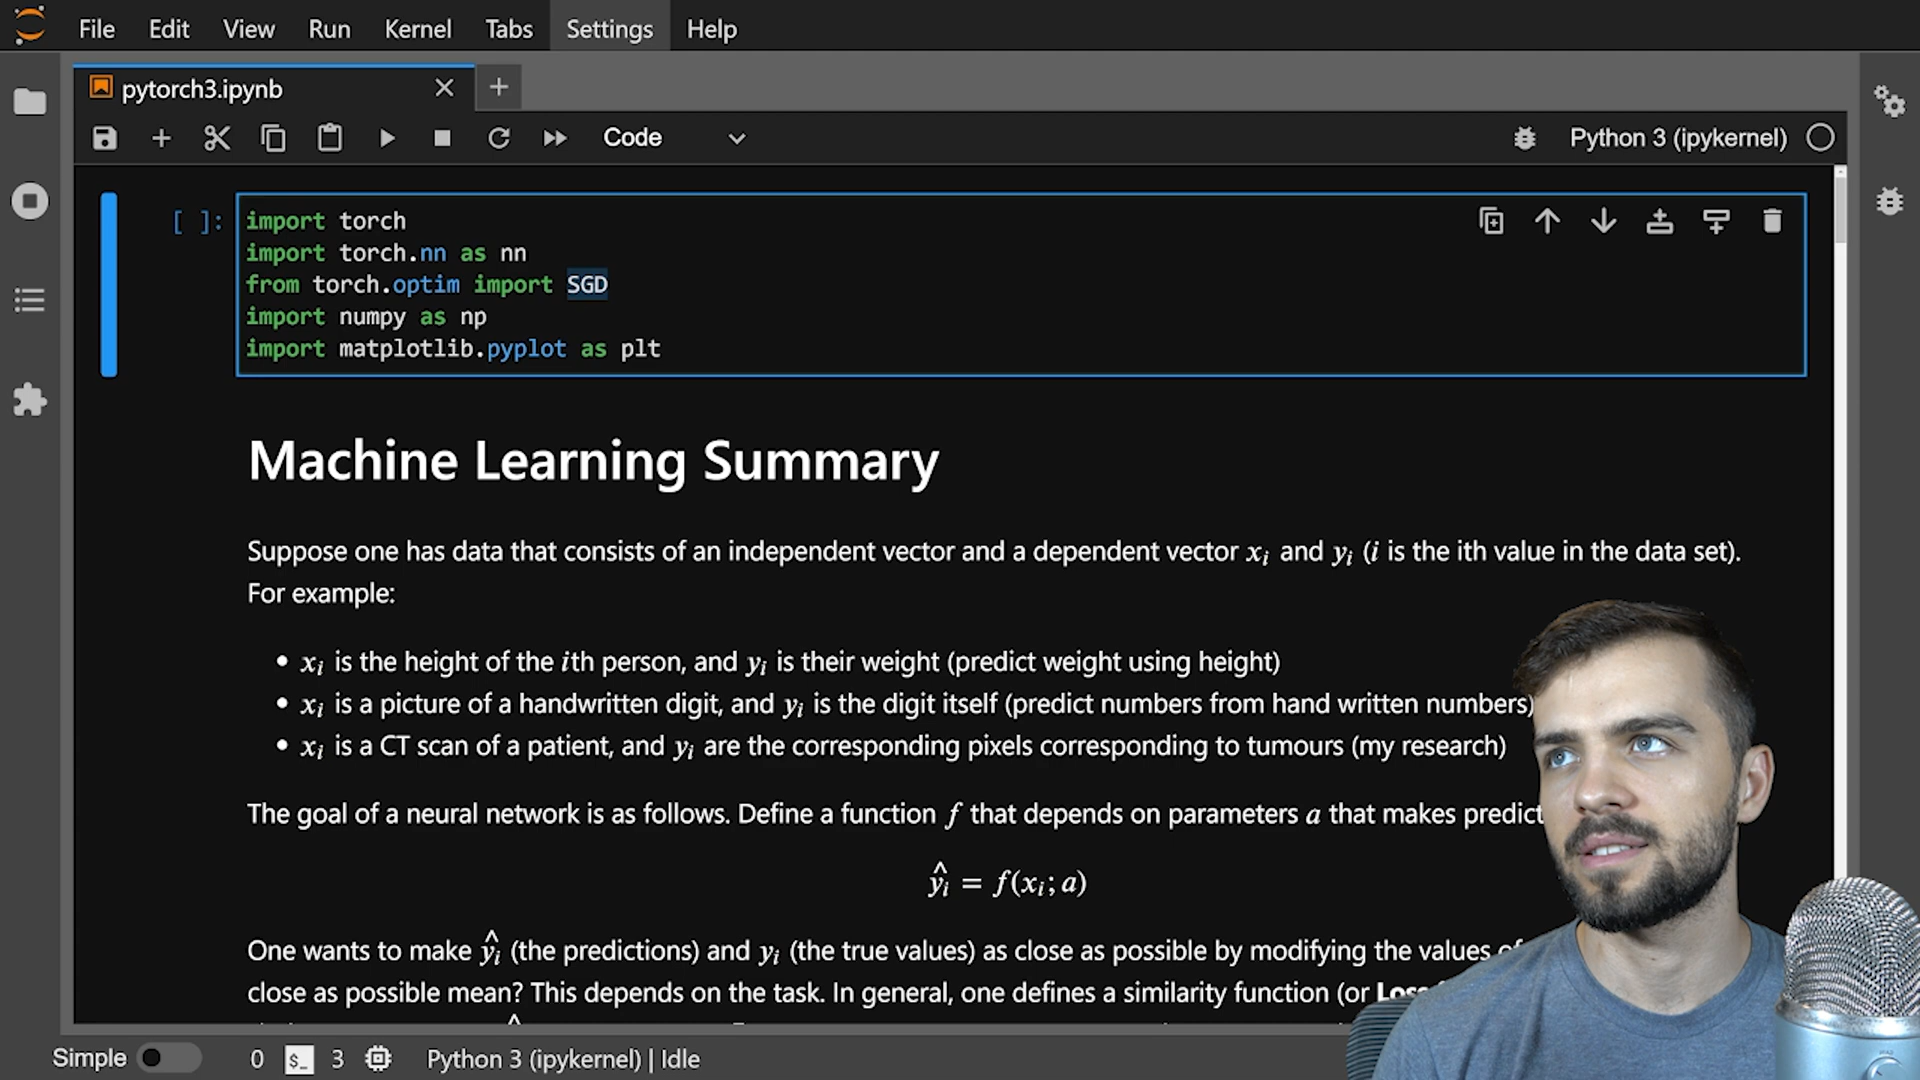 File Edit View Run Kernel Tabs Settings Help
pytorch3.ipynb
Code
Python 3 (ipykernel)
[ ]:
import torch
import torch.nn as nn
from torch.optim import SGD
import numpy as np
import matplotlib.pyplot as plt
Machine Learning Summary
Suppose one has data that consists of an independent vector and a dependent vector xᵢ and yᵢ (i is the ith value in the data set).
For example:
• xᵢ is the height of the ith person, and yᵢ is their weight (predict weight using height)
• xᵢ is a picture of a handwritten digit, and yᵢ is the digit itself (predict numbers from hand written numbers)
• xᵢ is a CT scan of a patient, and yᵢ are the corresponding pixels corresponding to tumours (my research)
The goal of a neural network is as follows. Define a function f that depends on parameters a that makes predict
ŷᵢ = f(xᵢ; a)
One wants to make ŷᵢ (the predictions) and yᵢ (the true values) as close as possible by modifying the values of
close as possible mean? This depends on the task. In general, one defines a similarity function (or
Simple 0 $_ 3 Python 3 (ipykernel) | Idle